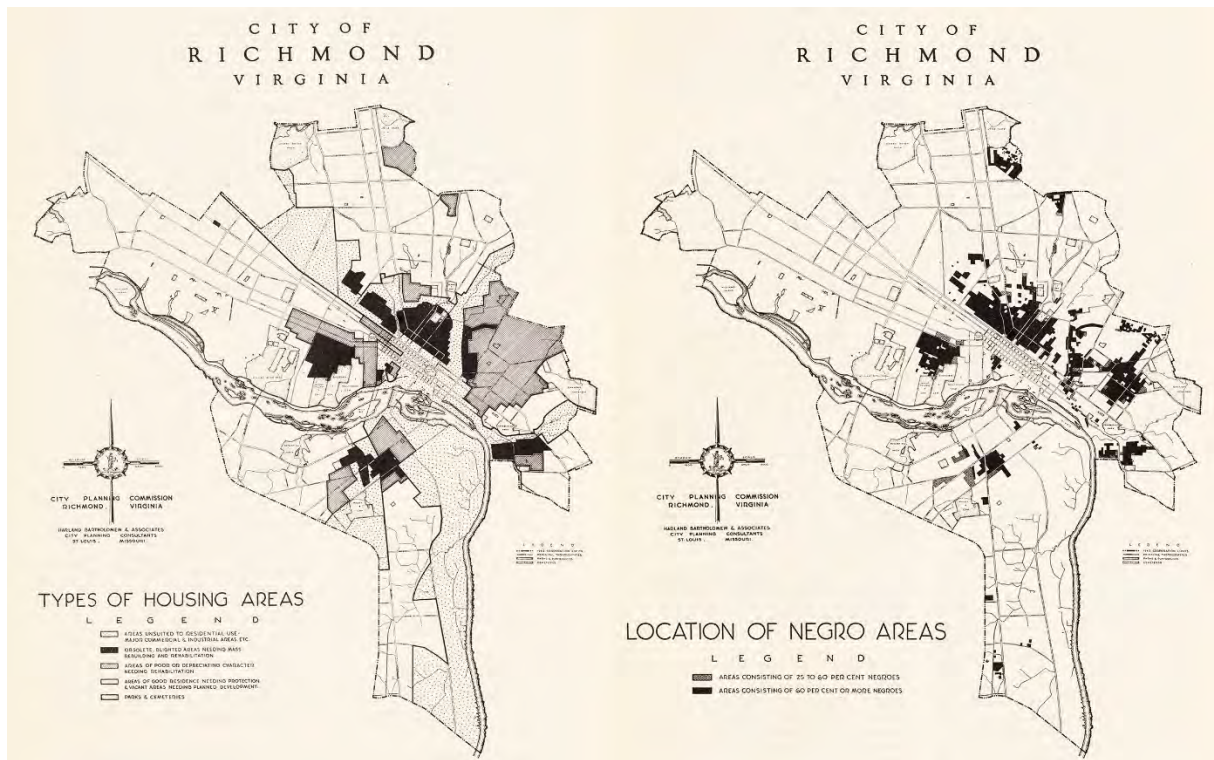 CITY OF
RICHMOND
VIRGINIA
CITY PLANNING COMMISSION
RICHMOND, VIRGINIA
HARLAND BARTHOLOMEW & ASSOCIATES
CITY PLANNING CONSULTANTS
ST LOUIS, MISSOURI.
LEGEND
TYPES OF HOUSING AREAS
LEGEND
AREAS UNSUITED TO RESIDENTIAL USE-
MAJOR COMMERCIAL & INDUSTRIAL AREAS, ETC.
OBSOLETE, BLIGHTED AREAS NEEDING MASS
REBUILDING AND REHABILITATION
AREAS OF POOR OR DEPRECIATING CHARACTER
NEEDING REHABILITATION
AREAS OF GOOD RESIDENCE NEEDING PROTECTION
& VACANT AREAS NEEDING PLANNED DEVELOPMENT
PARKS & CEMETERIES
CITY OF
RICHMOND
VIRGINIA
CITY PLANNING COMMISSION
RICHMOND, VIRGINIA
HARLAND BARTHOLOMEW & ASSOCIATES
CITY PLANNING CONSULTANTS
ST LOUIS, MISSOURI.
LEGEND
LOCATION OF NEGRO AREAS
LEGEND
AREAS CONSISTING OF 25 TO 60 PER CENT NEGROES
AREAS CONSISTING OF 60 PER CENT OR MORE NEGROES